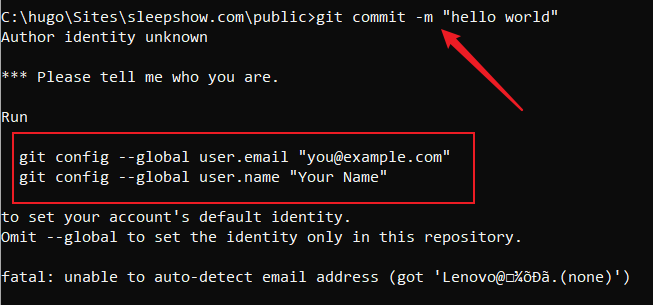 C:\hugo\Sites\sleepshow.com\public>git commit -m "hello world"
Author identity unknown
*** Please tell me who you are.
Run
git config --global user.email "you@example.com"
git config --global user.name "Your Name"
to set your account's default identity.
Omit --global to set the identity only in this repository.
fatal: unable to auto-detect email address (got 'Lenovo@□¾õÐã.(none)')